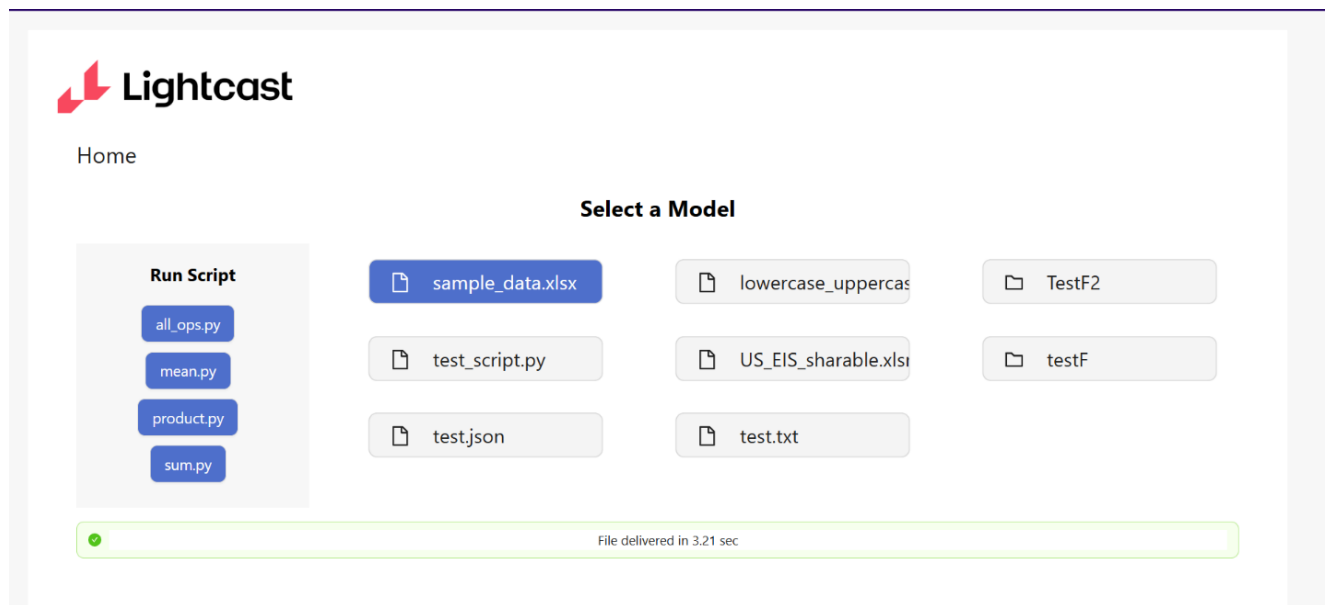 Lightcast
Home
Select a Model
Run Script
all_ops.py
mean.py
product.py
sum.py
sample_data.xlsx
lowercase_uppercas
TestF2
test_script.py
US_EIS_sharable.xlsr
testF
test.json
test.txt
File delivered in 3.21 sec